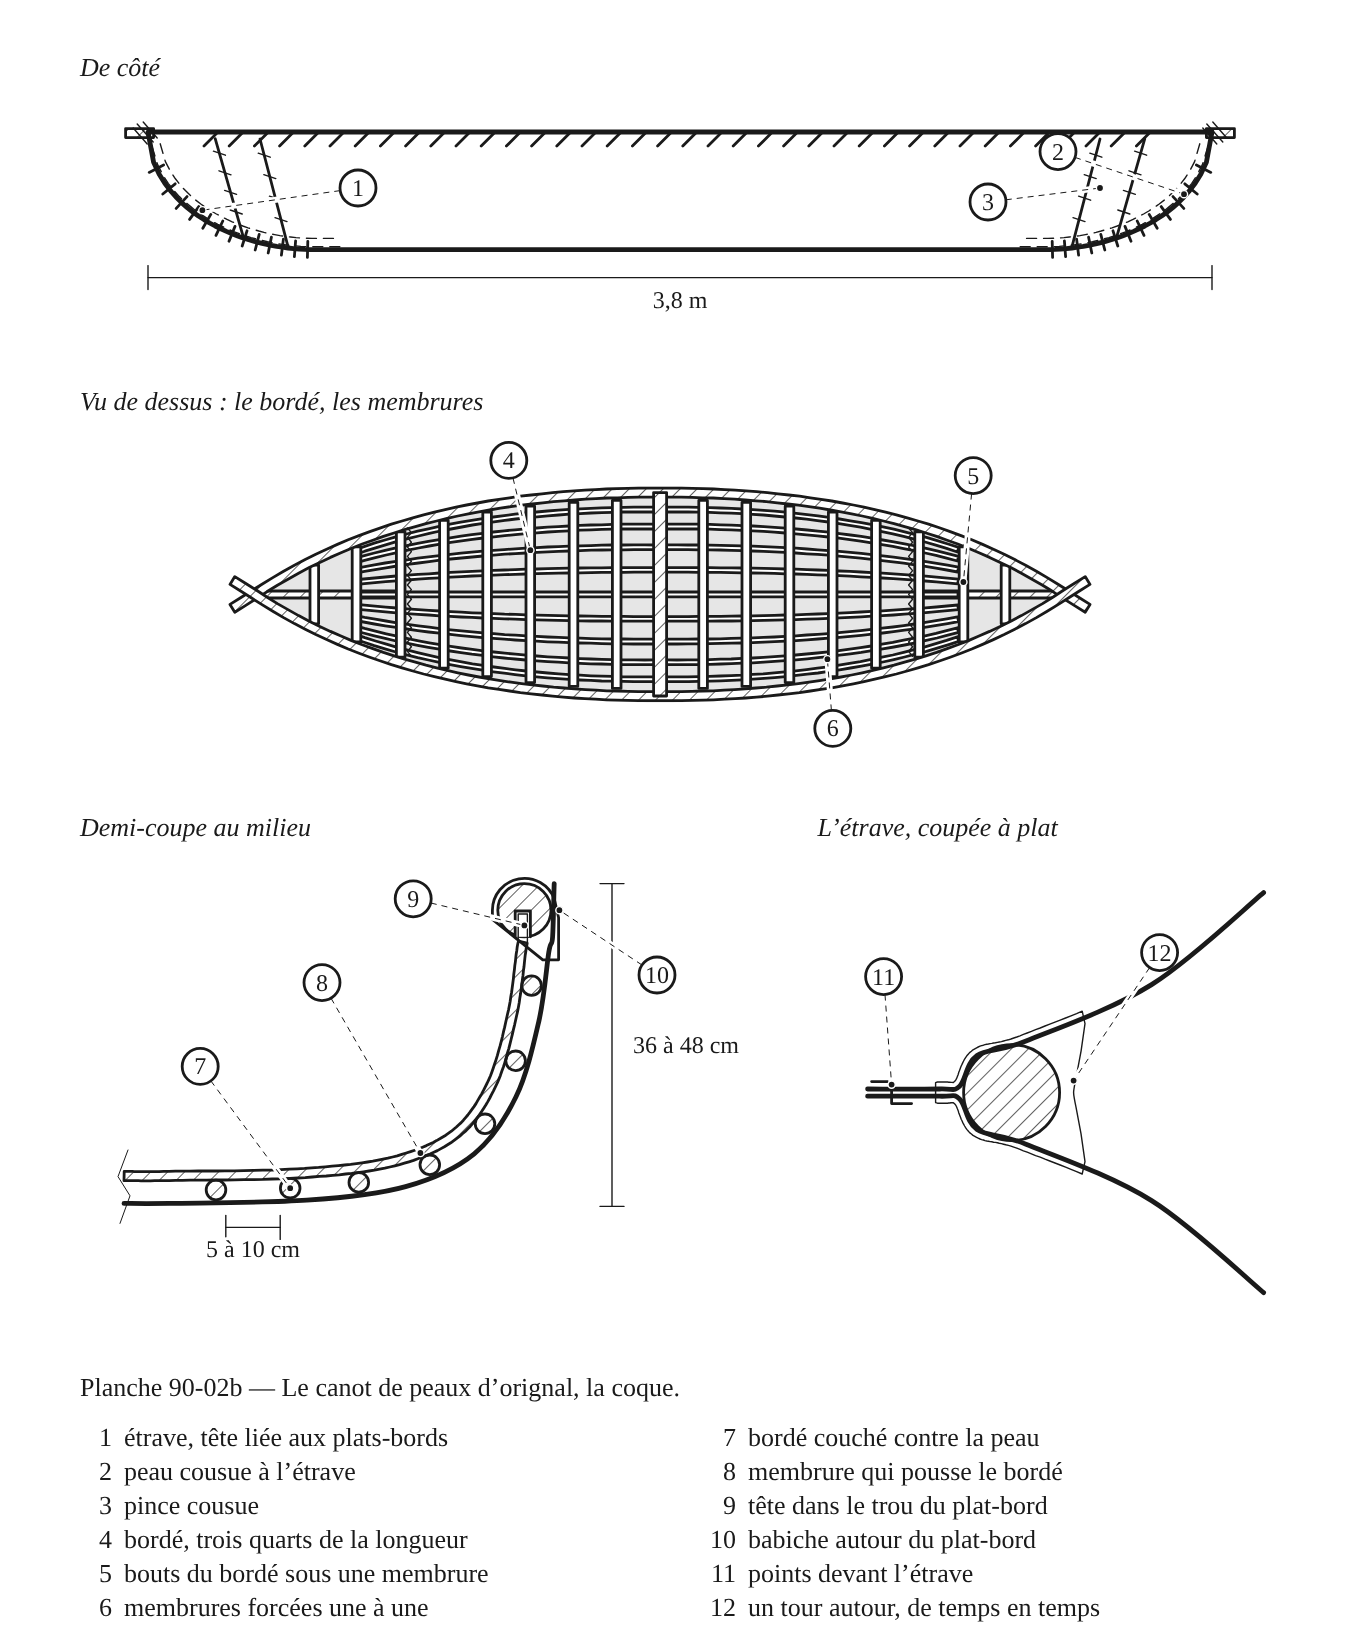 De côté
1
2
3
3,8 m
Vu de dessus : le bordé, les membrures
4
5
6
Demi-coupe au milieu
L’étrave, coupée à plat
9
10
8
36 à 48 cm
7
5 à 10 cm
12
11
Planche 90-02b — Le canot de peaux d’orignal, la coque.
1 étrave, tête liée aux plats-bords
2 peau cousue à l’étrave
3 pince cousue
4 bordé, trois quarts de la longueur
5 bouts du bordé sous une membrure
6 membrures forcées une à une
7 bordé couché contre la peau
8 membrure qui pousse le bordé
9 tête dans le trou du plat-bord
10 babiche autour du plat-bord
11 points devant l’étrave
12 un tour autour, de temps en temps